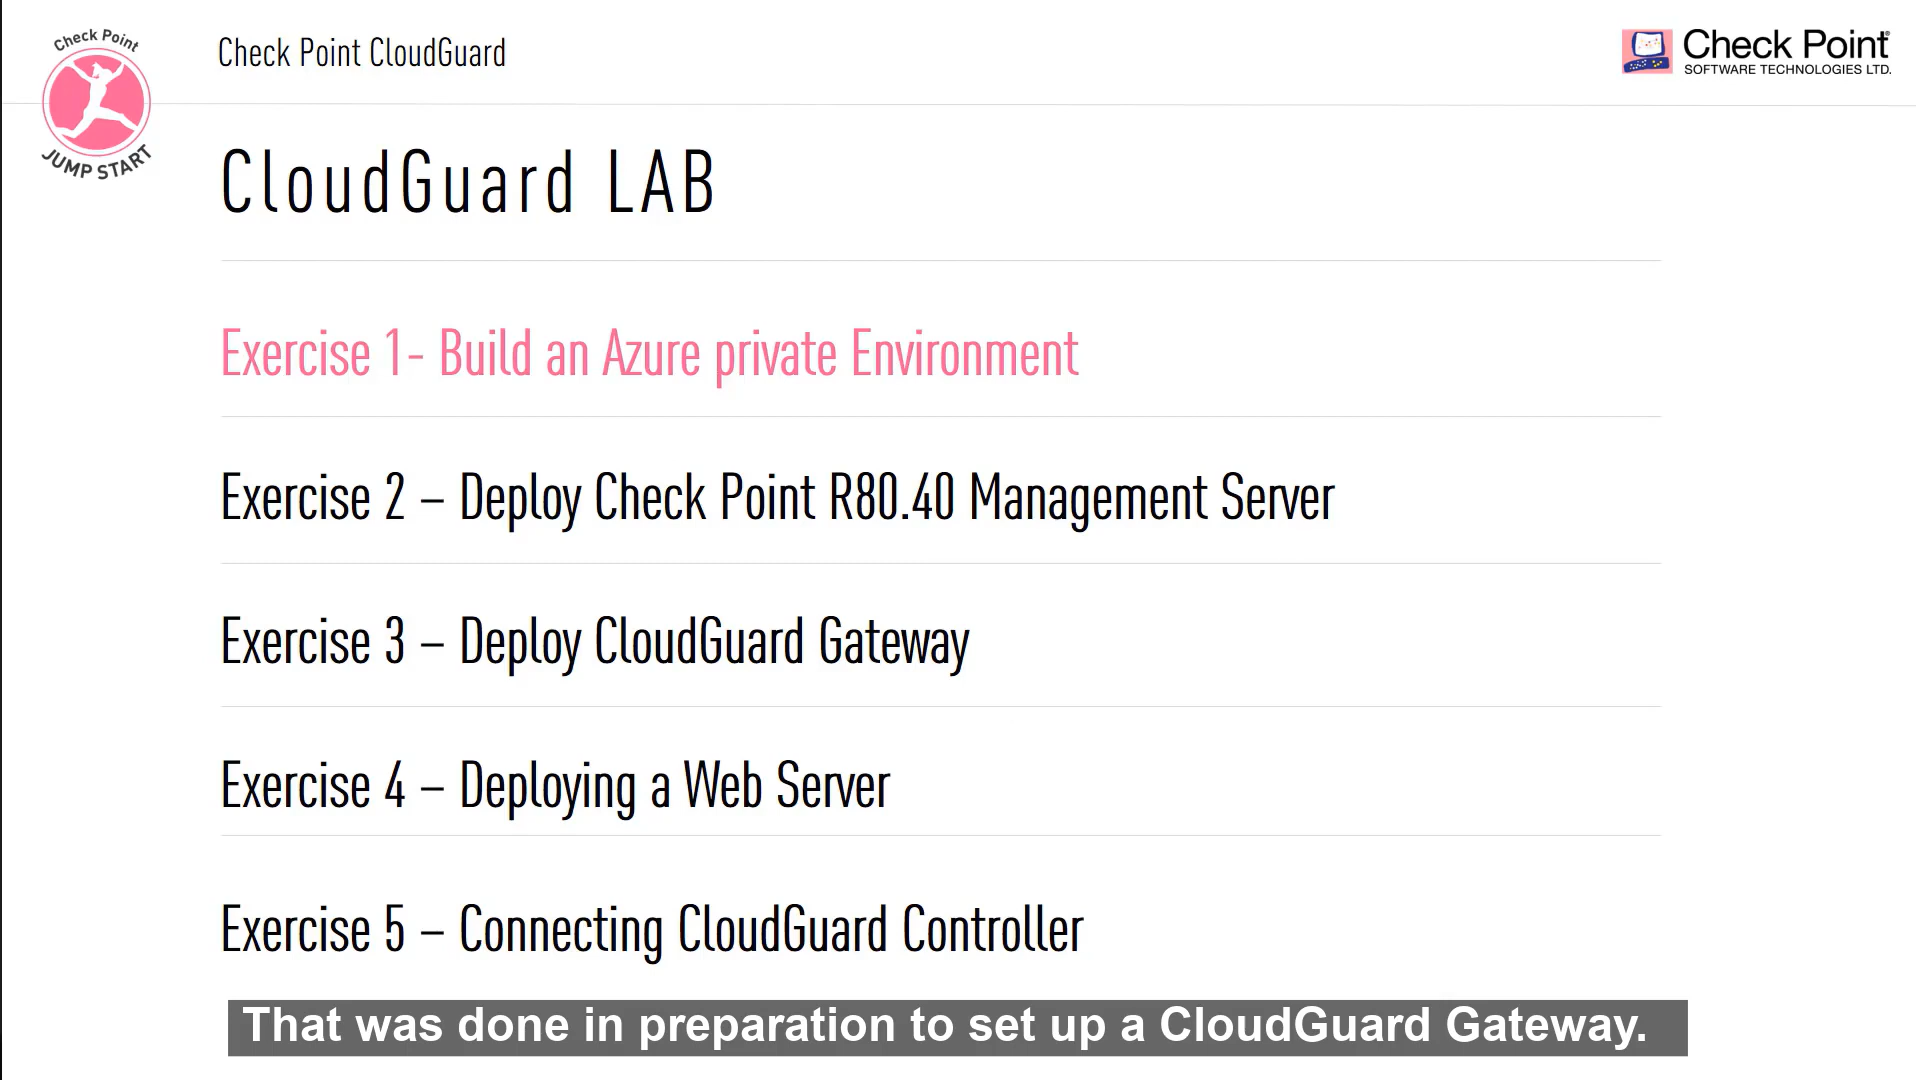 Check Point
JUMP START
Check Point CloudGuard
Check Point
SOFTWARE TECHNOLOGIES LTD.
CloudGuard LAB
Exercise 1- Build an Azure private Environment
Exercise 2 – Deploy Check Point R80.40 Management Server
Exercise 3 – Deploy CloudGuard Gateway
Exercise 4 – Deploying a Web Server
Exercise 5 – Connecting CloudGuard Controller
That was done in preparation to set up a CloudGuard Gateway.